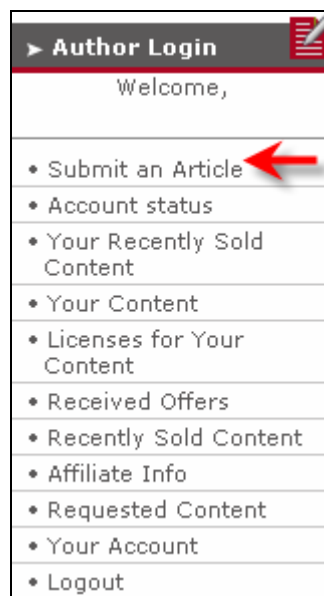 ➤ Author Login
Welcome,
• Submit an Article
• Account status
• Your Recently Sold
Content
• Your Content
• Licenses for Your
Content
• Received Offers
• Recently Sold Content
• Affiliate Info
• Requested Content
• Your Account
• Logout